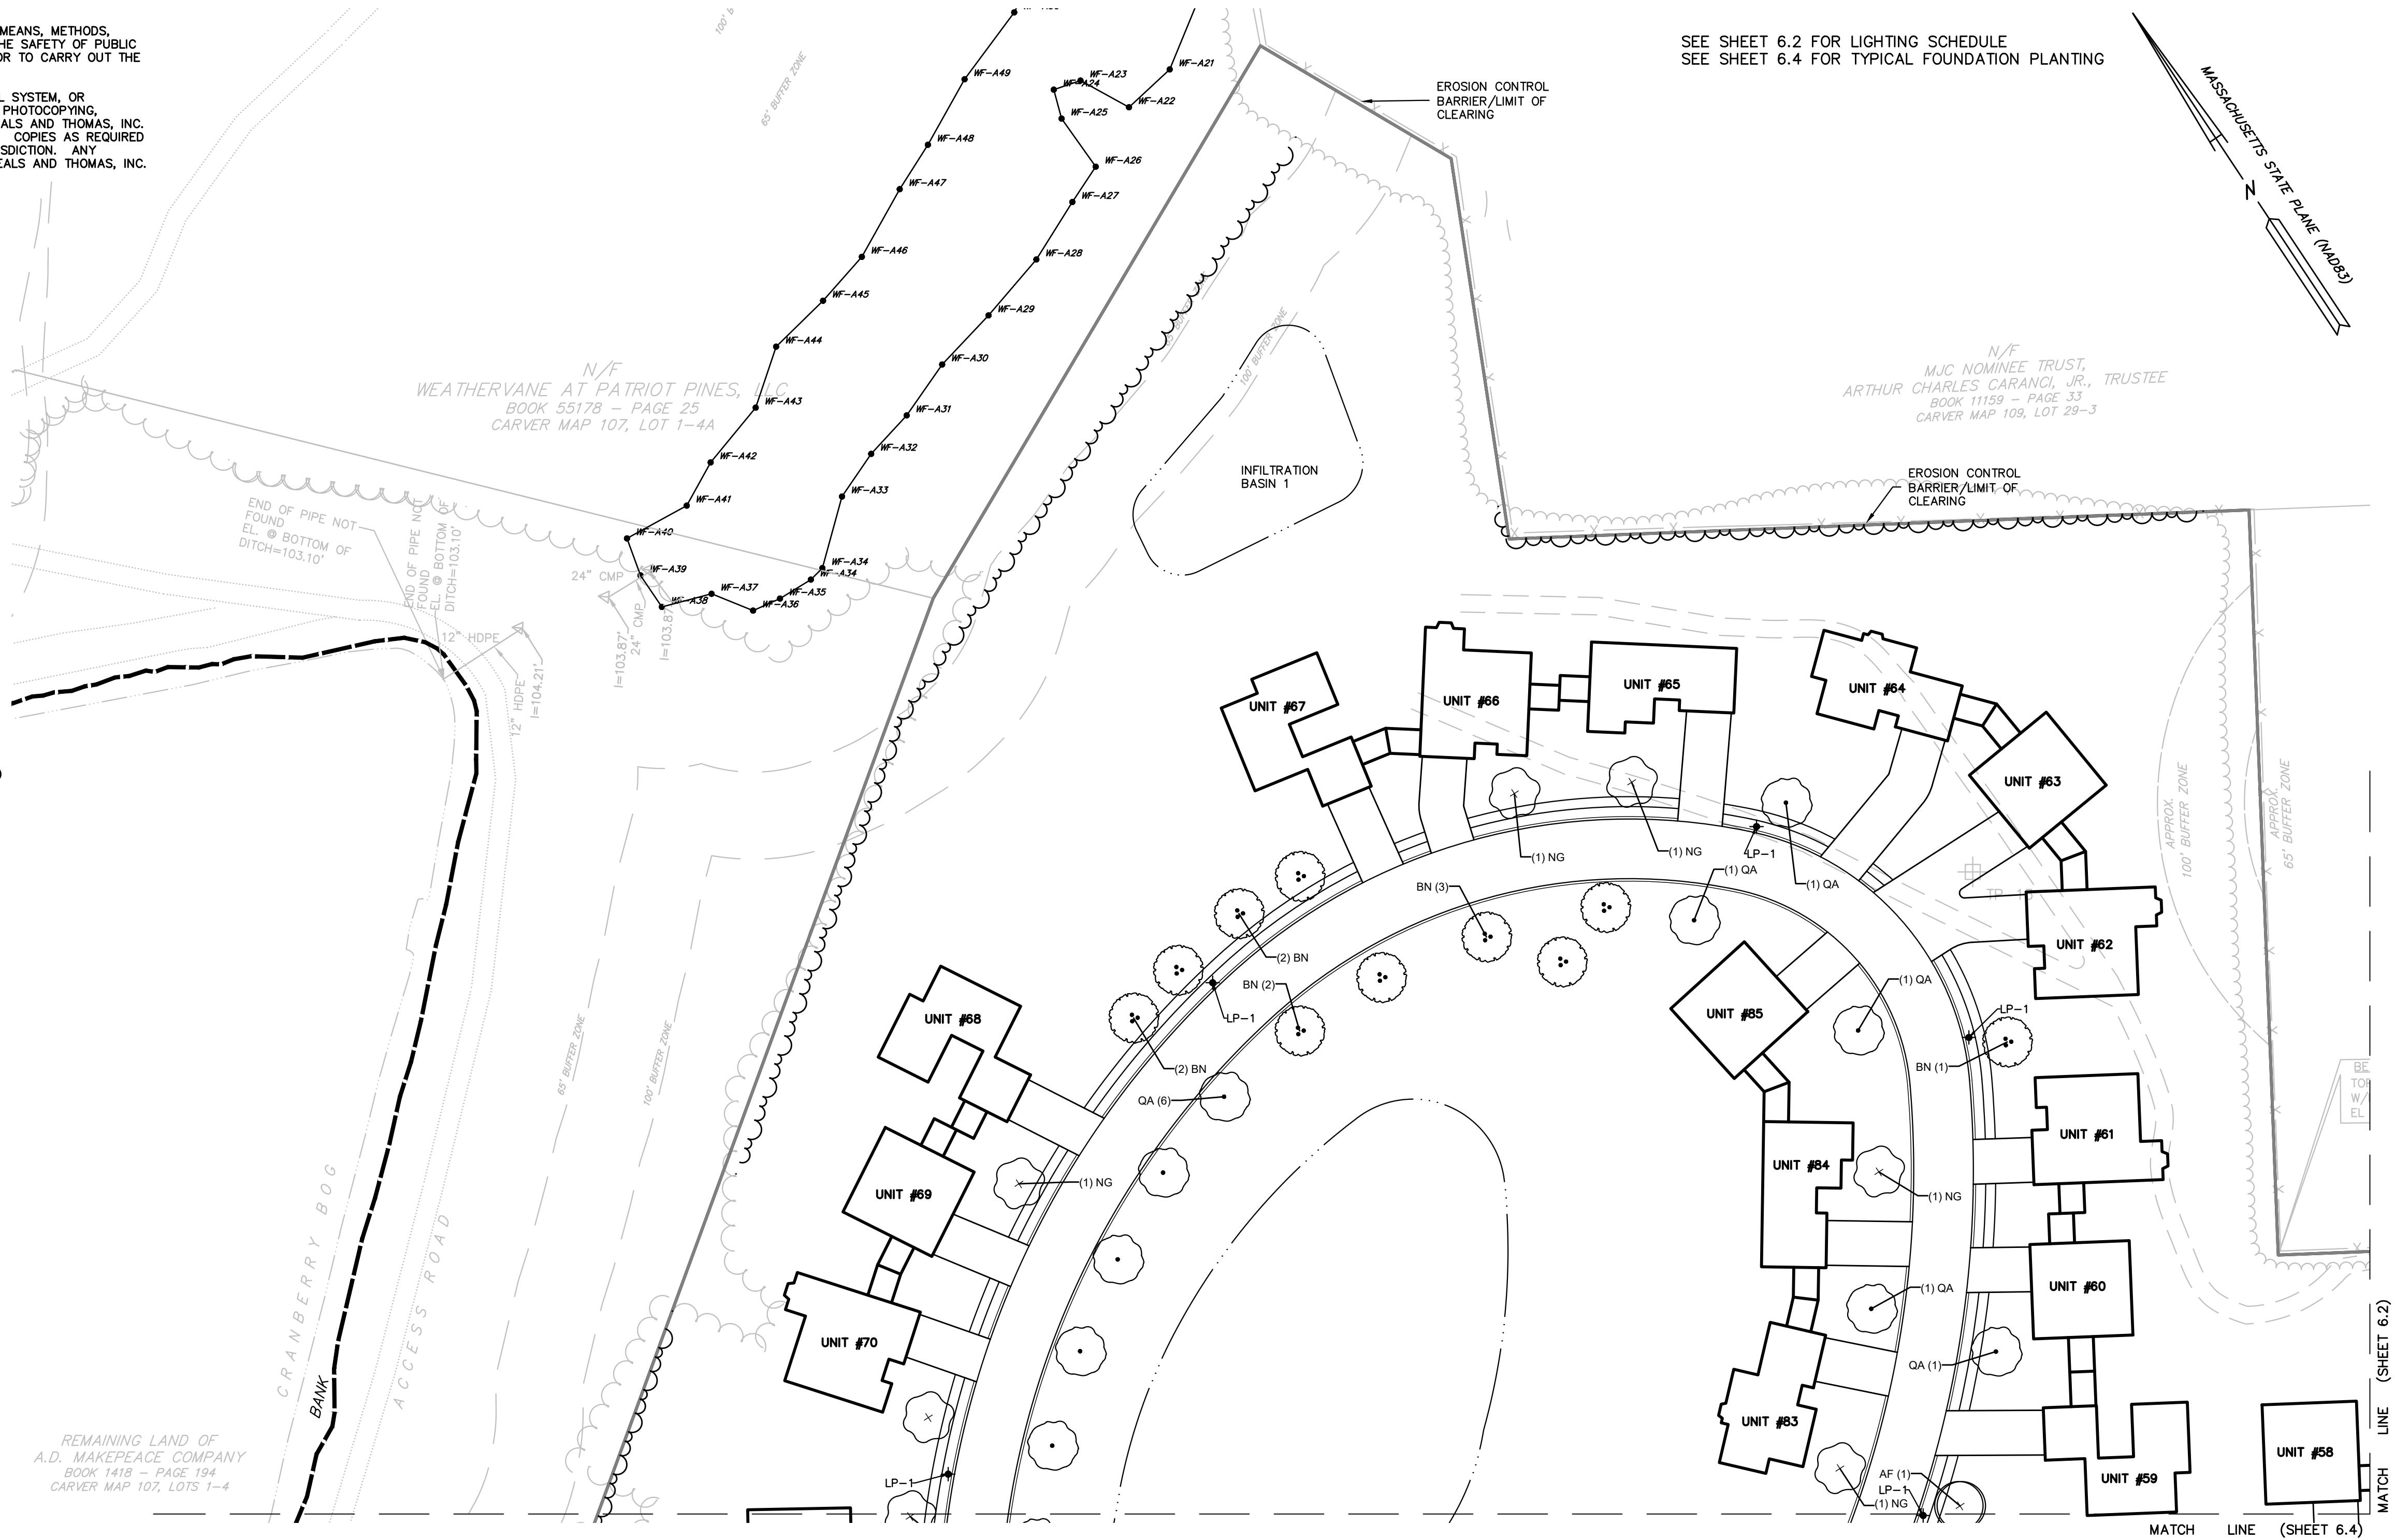 MEANS, METHODS,
HE SAFETY OF PUBLIC
OR TO CARRY OUT THE
L SYSTEM, OR
PHOTOCOPYING,
ALS AND THOMAS, INC.
COPIES AS REQUIRED
SDICTION. ANY
EALS AND THOMAS, INC.
65' BUFFER ZONE
WF-A49
WF-A48
WF-A47
WF-A46
WF-A45
WF-A44
WF-A43
WF-A42
WF-A41
WF-A40
WF-A39
WF-A38
WF-A37
WF-A36
WF-A35
WF-A34
WF-A34
WF-A33
WF-A32
WF-A31
WF-A30
WF-A29
WF-A28
WF-A27
WF-A26
WF-A25
WF-A24
WF-A23
WF-A22
WF-A21
EROSION CONTROL
BARRIER/LIMIT OF
CLEARING
SEE SHEET 6.2 FOR LIGHTING SCHEDULE
SEE SHEET 6.4 FOR TYPICAL FOUNDATION PLANTING
MASSACHUSETTS STATE PLANE (NAD83)
N
N/F
WEATHERVANE AT PATRIOT PINES, LLC
BOOK 55178 – PAGE 25
CARVER MAP 107, LOT 1-4A
N/F
MJC NOMINEE TRUST,
ARTHUR CHARLES CARANCI, JR., TRUSTEE
BOOK 11159 – PAGE 33
CARVER MAP 109, LOT 29-3
65' BUFFER ZONE
100' BUFFER ZONE
INFILTRATION
BASIN 1
EROSION CONTROL
BARRIER/LIMIT OF
CLEARING
END OF PIPE NOT
FOUND
EL. @ BOTTOM OF
DITCH=103.10'
END OF PIPE NOT
FOUND
EL. @ BOTTOM OF
DITCH=103.10'
24" CMP
I=103.87'
24" CMP
I=103.87'
12" HDPE
12" HDPE
I=104.21'
UNIT #67
UNIT #66
UNIT #65
UNIT #64
UNIT #63
UNIT #62
APPROX.
100' BUFFER ZONE
APPROX.
65' BUFFER ZONE
(1) NG
(1) NG
LP-1
(1) QA
(1) QA
BN (3)
(2) BN
BN (2)
LP-1
(2) BN
QA (6)
UNIT #68
UNIT #85
(1) QA
LP-1
BN (1)
65' BUFFER ZONE
100' BUFFER ZONE
BE
TO
W/
EL
UNIT #61
UNIT #84
(1) NG
UNIT #69
(1) NG
UNIT #60
(1) QA
UNIT #70
QA (1)
UNIT #83
UNIT #59
UNIT #58
AF (1)
LP-1
(1) NG
LP-1
CRANBERRY BOG
BANK
ACCESS ROAD
REMAINING LAND OF
A.D. MAKEPEACE COMPANY
BOOK 1418 – PAGE 194
CARVER MAP 107, LOTS 1-4
MATCH LINE (SHEET 6.2)
MATCH LINE (SHEET 6.4)